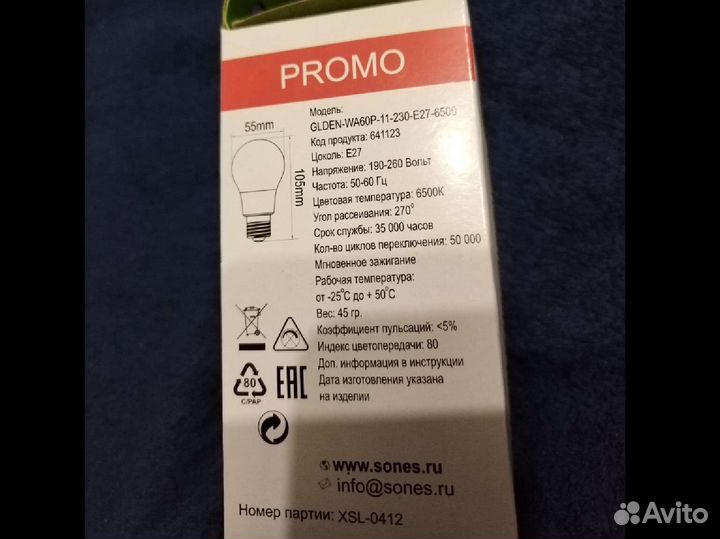 PROMO
Модель:
GLDEN-WA60P-11-230-E27-6500
Код продукта: 641123
Цоколь: E27
Напряжение: 190-260 Вольт
Частота: 50-60 Гц
Цветовая температура: 6500К
Угол рассеивания: 270°
Срок службы: 35 000 часов
Кол-во циклов переключения: 50 000
Мгновенное зажигание
Рабочая температура:
от -25°C до + 50°C
Вес: 45 гр.
Коэффициент пульсаций: <5%
Индекс цветопередачи: 80
Доп. информация в инструкции
Дата изготовления указана
на изделии
55mm
105mm
80
C/PAP
EAC
www.sones.ru
info@sones.ru
Номер партии: XSL-0412
Avito